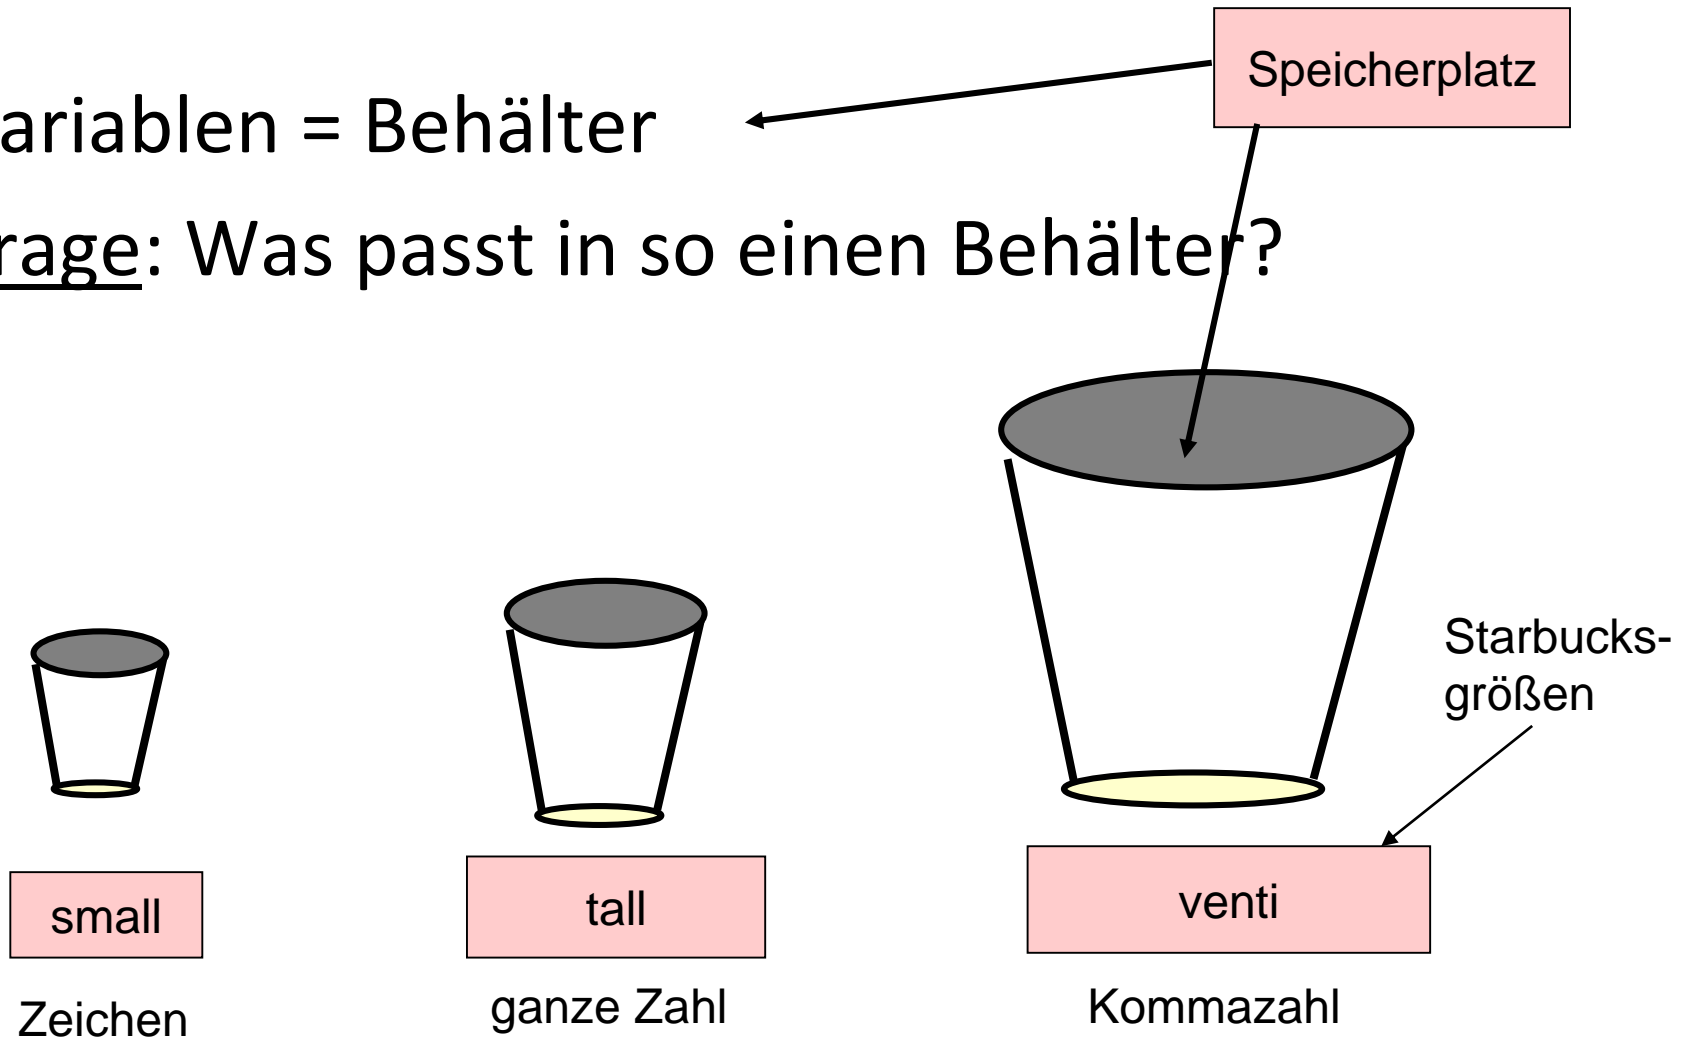 Speicherplatz
ariablen = Behälter
rage: Was passt in so einen Behälter?
Starbucks-
größen
small
tall
venti
Zeichen
ganze Zahl
Kommazahl